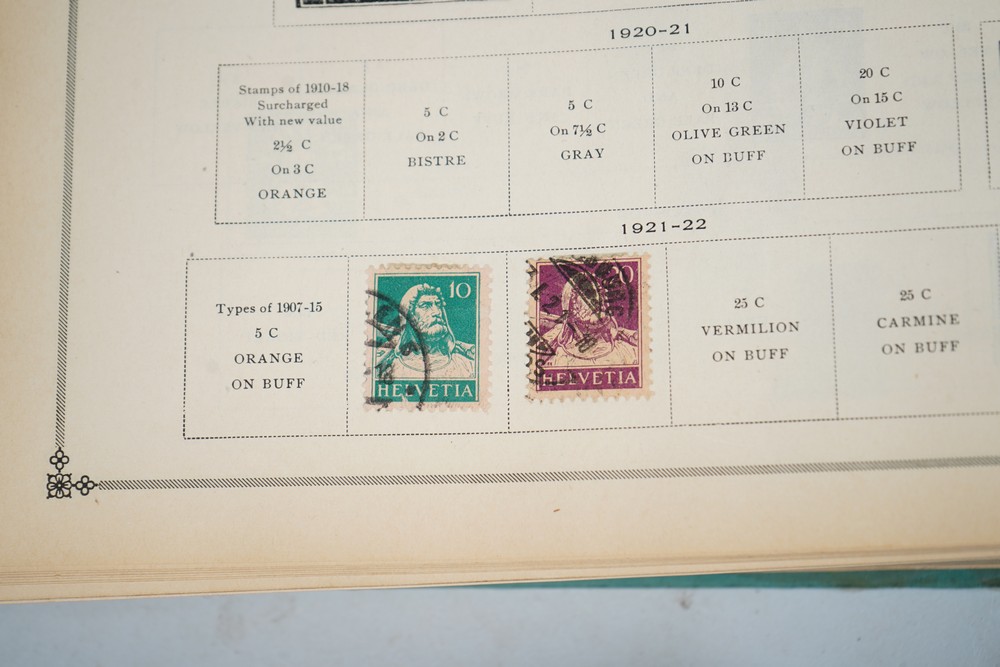 1920-21
Stamps of 1910-18
Surcharged
With new value
2½ C
On 3 C
ORANGE
5 C
On 2 C
BISTRE
5 C
On 7½ C
GRAY
10 C
On 13 C
OLIVE GREEN
ON BUFF
20 C
On 15 C
VIOLET
ON BUFF
1921-22
Types of 1907-15
5 C
ORANGE
ON BUFF
10
HELVETIA
HELVETIA
25 C
VERMILION
ON BUFF
25 C
CARMINE
ON BUFF